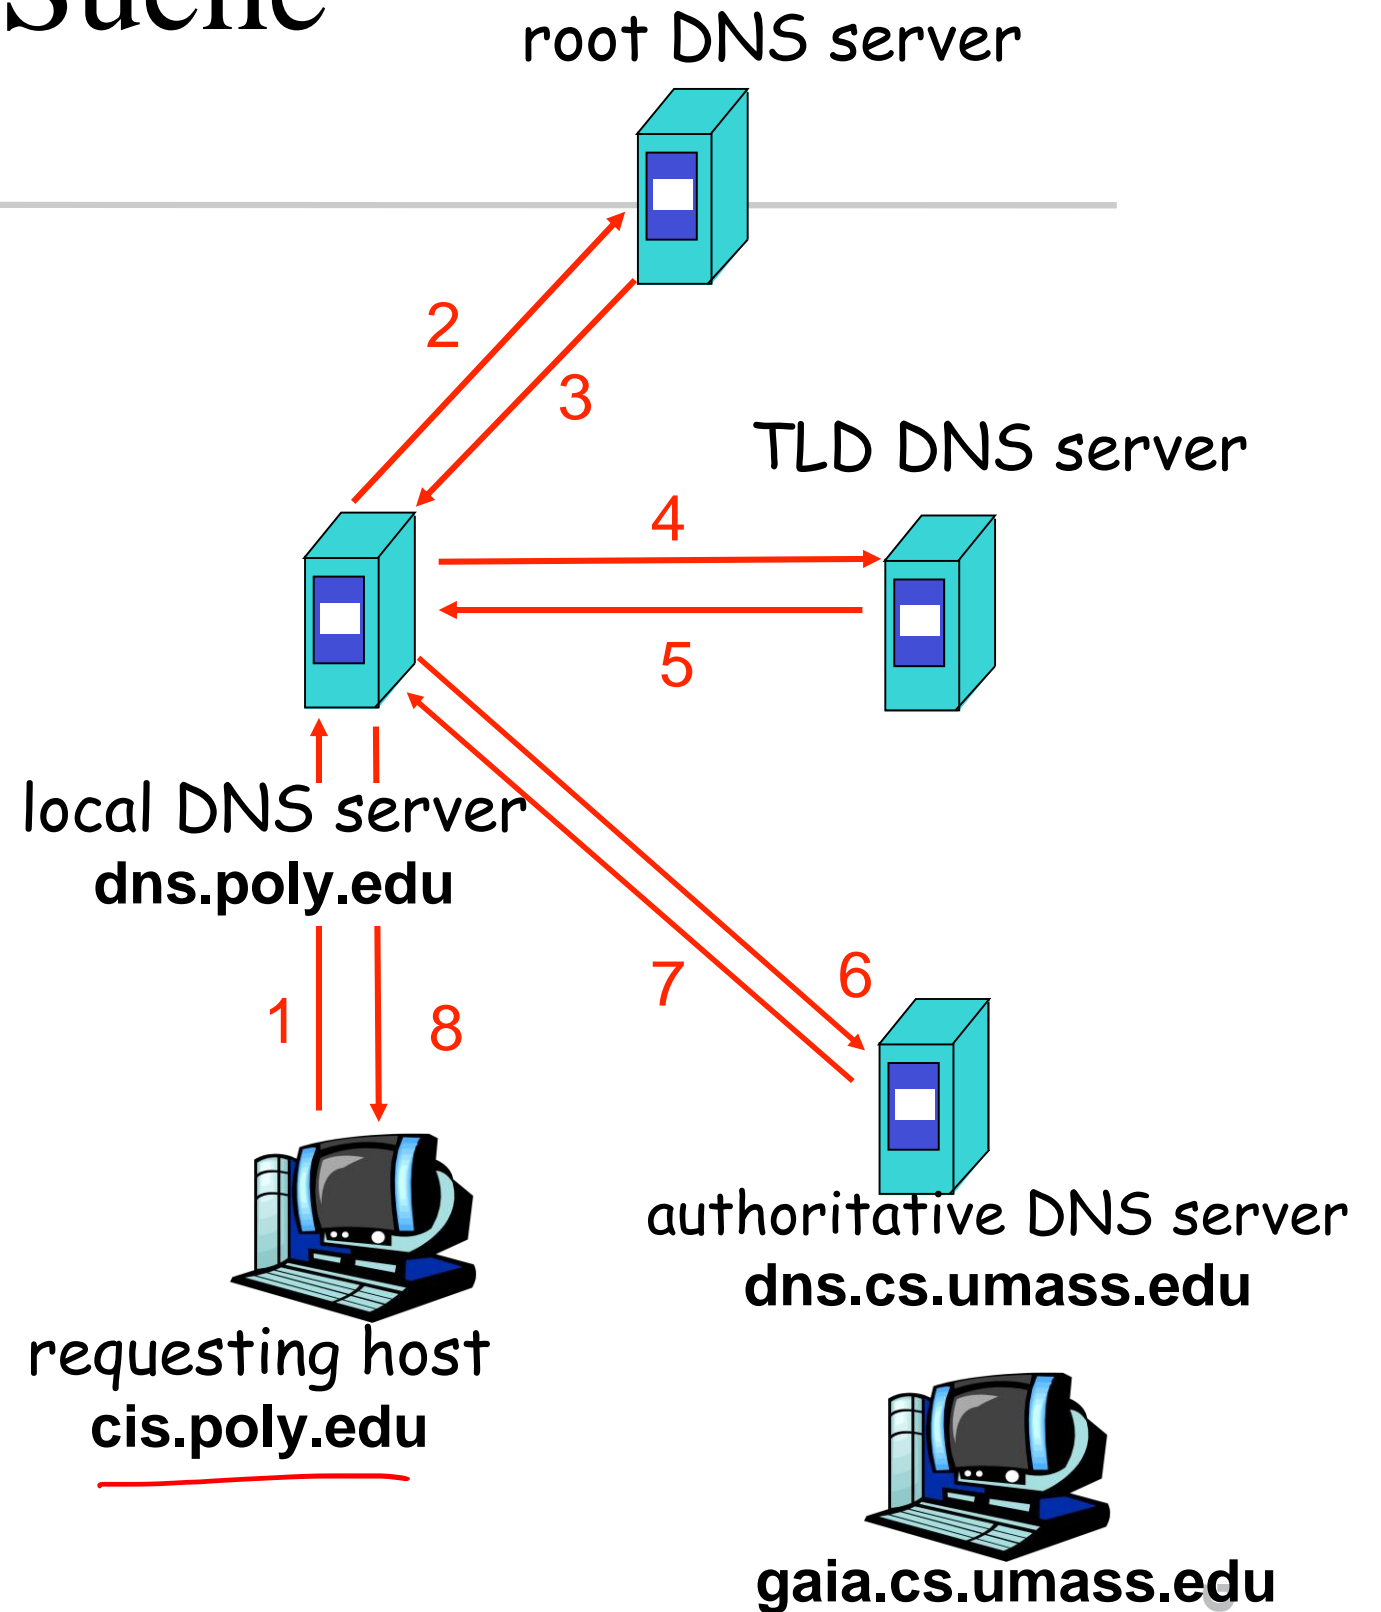 Suche
root DNS server
2
3
TLD DNS server
4
5
local DNS server
dns.poly.edu
7
6
1
8
authoritative DNS server
dns.cs.umass.edu
requesting host
cis.poly.edu
gaia.cs.umass.edu